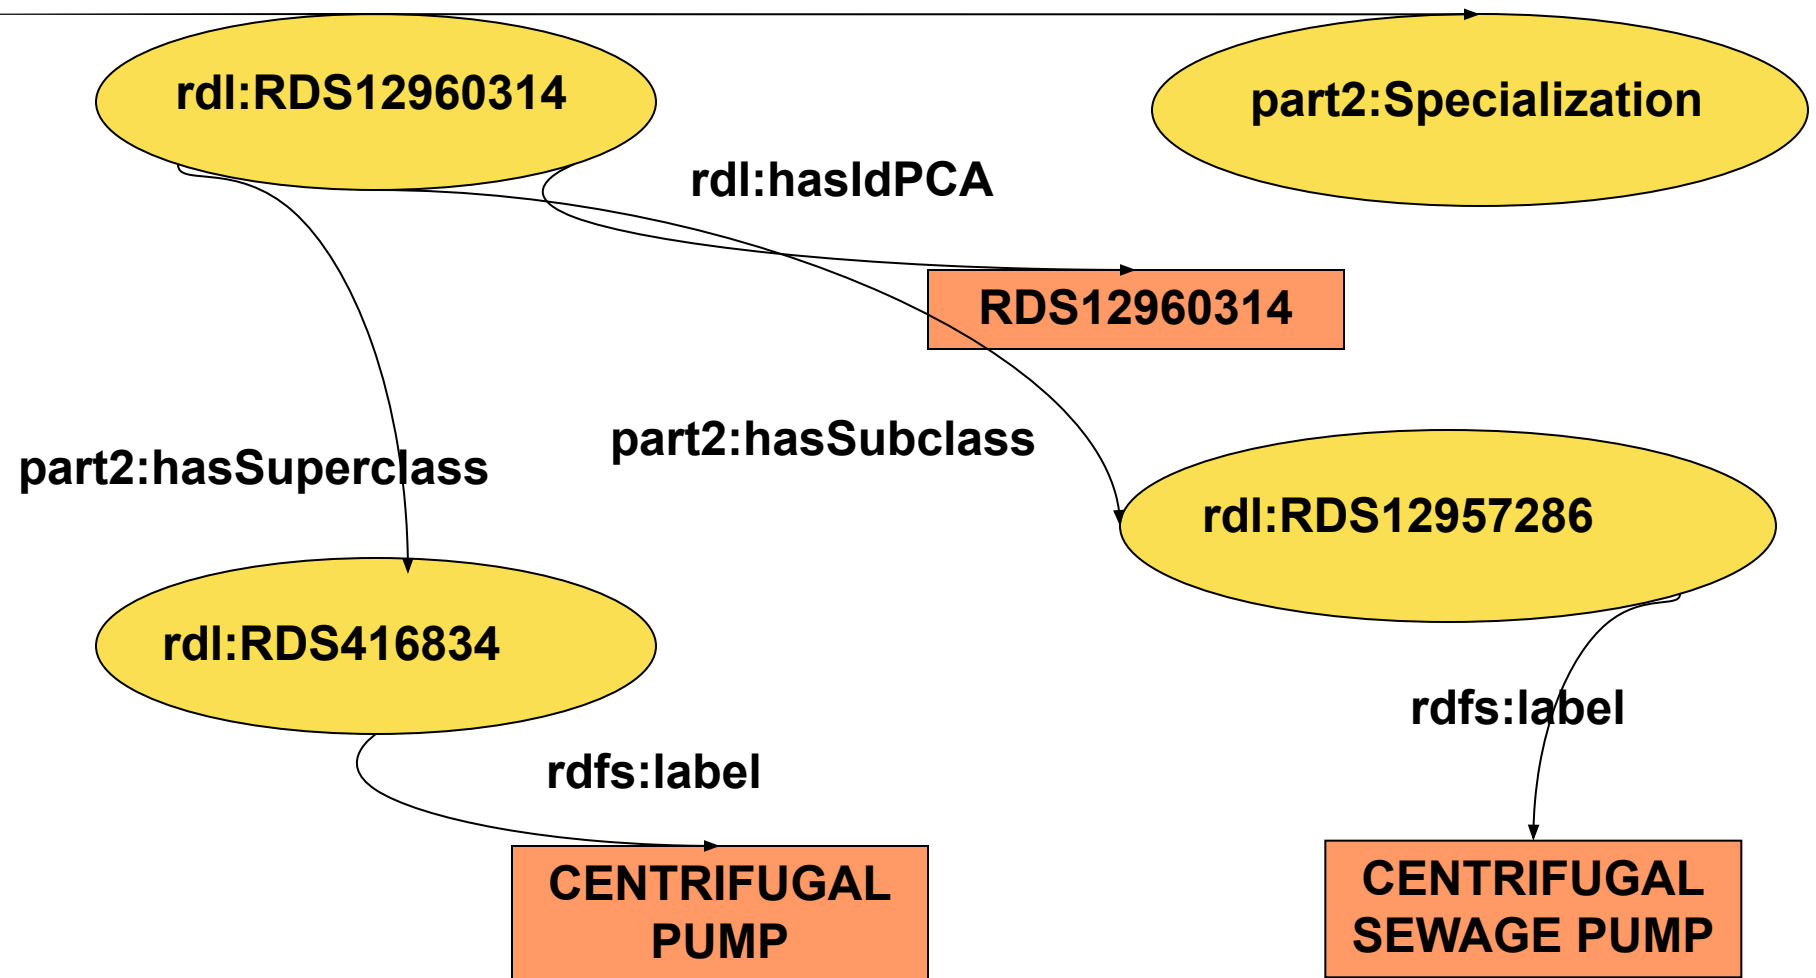 rdl:RDS12960314
part2:Specialization
rdl:hasIdPCA
RDS12960314
part2:hasSuperclass
part2:hasSubclass
rdl:RDS12957286
rdl:RDS416834
rdfs:label
rdfs:label
CENTRIFUGAL
PUMP
CENTRIFUGAL
SEWAGE PUMP